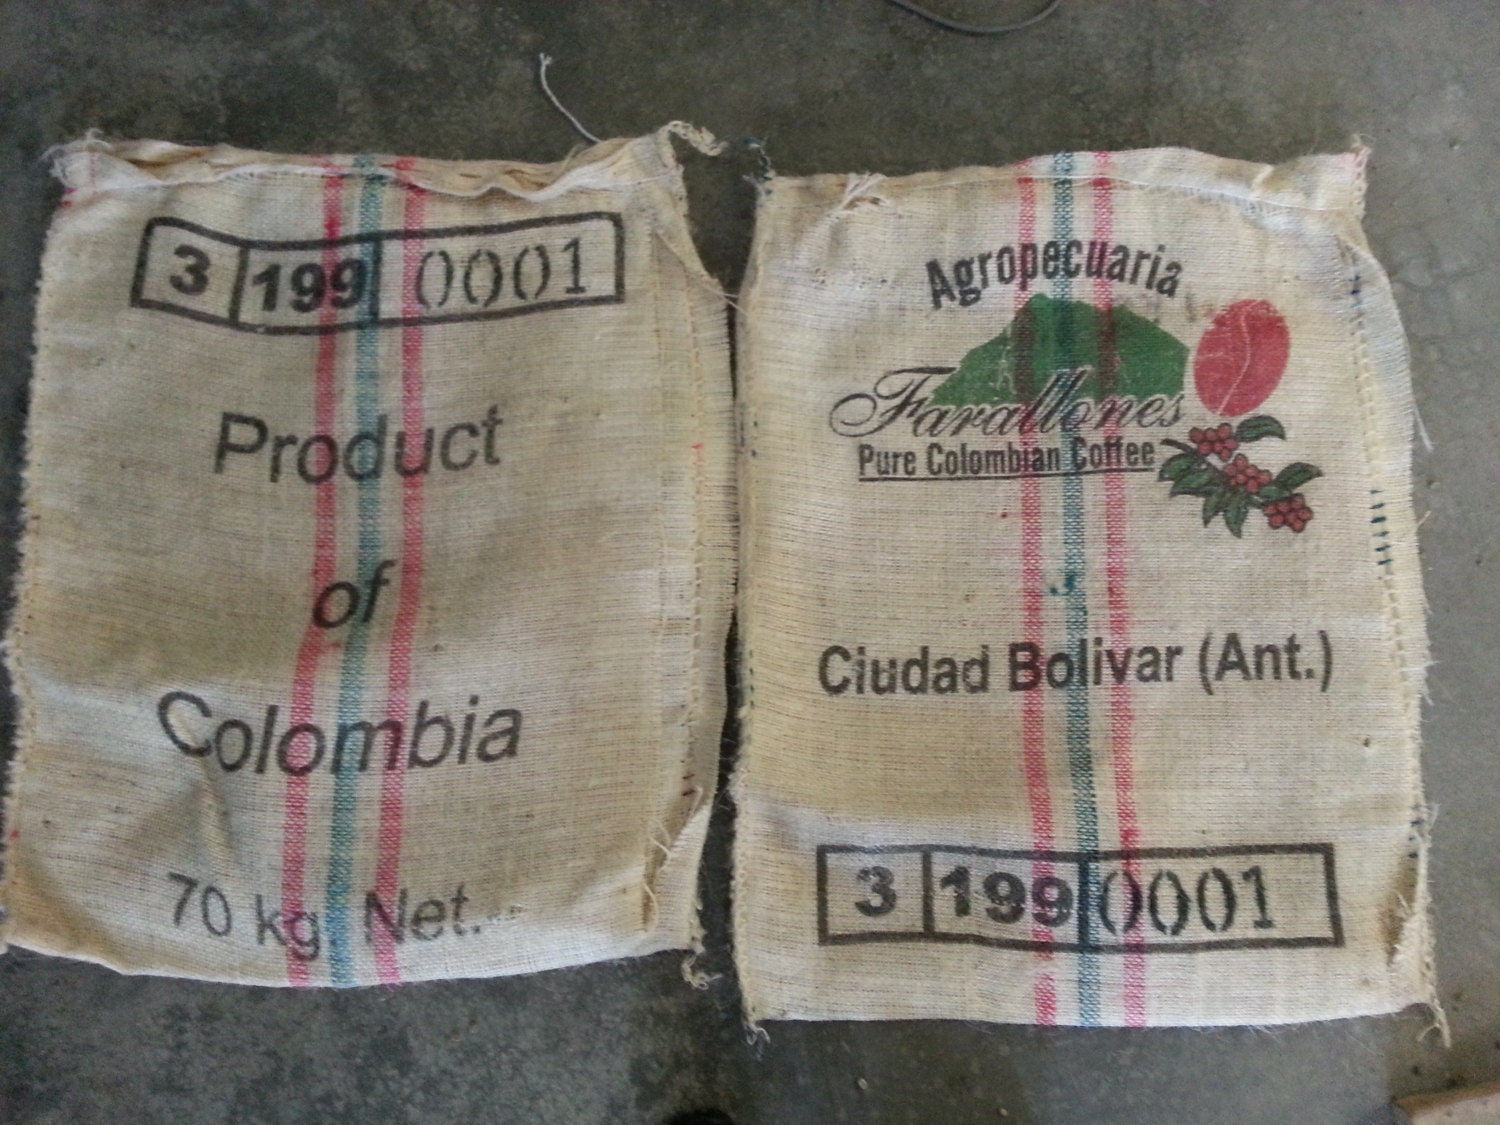 3 199 0001
Product
of
Colombia
70 kg. Net.
Agropecuaria
Farallones
Pure Colombian Coffee
Ciudad Bolivar (Ant.)
3 199 0001